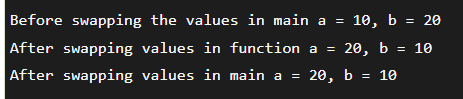 Before swapping the values in main a = 10, b = 20
After swapping values in function a = 20, b = 10
After swapping values in main a = 20, b = 10